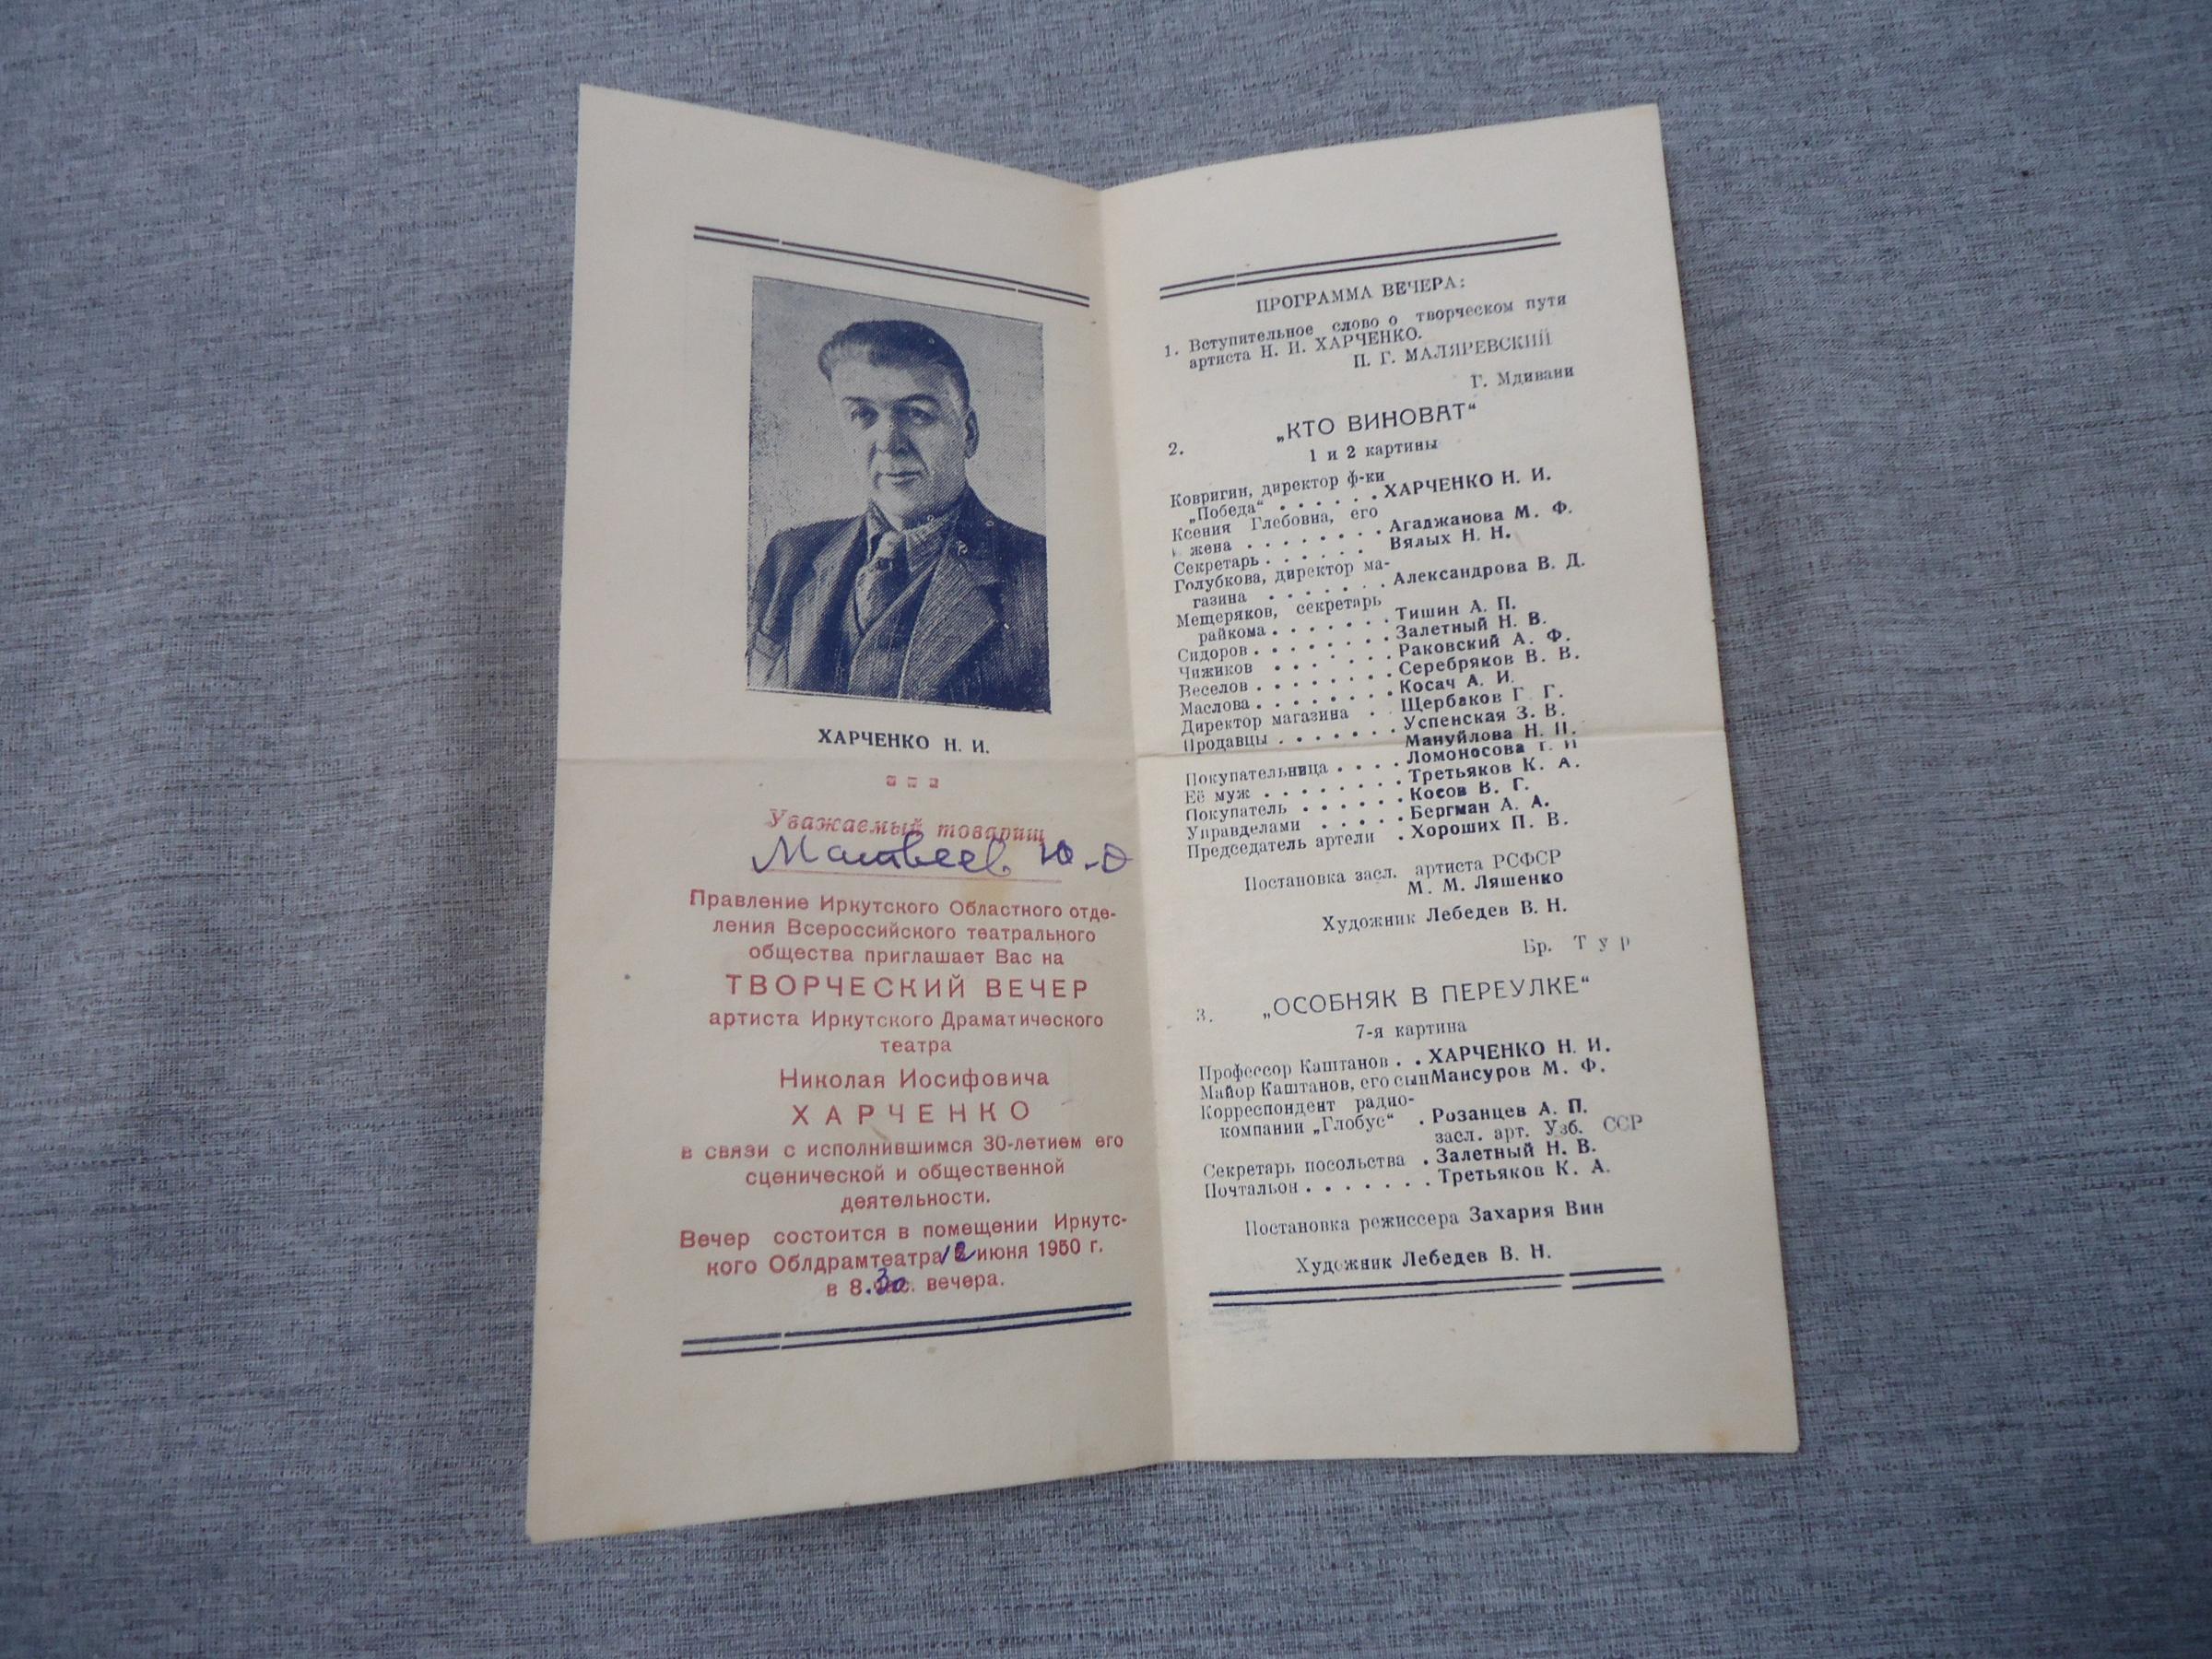 ХАРЧЕНКО Н. И.
Уважаемый товарищ
Матвеев Ю.
Правление Иркутского Областного отде-
ления Всероссийского театрального
общества приглашает Вас на
ТВОРЧЕСКИЙ ВЕЧЕР
артиста Иркутского Драматического
театра
Николая Иосифовича
ХАРЧЕНКО
в связи с исполнившимся 30-летием его
сценической и общественной
деятельности.
Вечер состоится в помещении Иркутс-
кого Облдрамтеатра 12 июня 1950 г.
в 8.30 вечера.
ПРОГРАММА ВЕЧЕРА:
1. Вступительное слово о творческом пути
артиста Н. И. ХАРЧЕНКО.
П. Г. МАЛЯРЕВСКИЙ
Г. Мдивани
2. „КТО ВИНОВАТ“
1 и 2 картины
Ковригин, директор ф-ки
„Победа“ . . . . . . ХАРЧЕНКО Н. И.
Ксения Глебовна, его
жена . . . . . . . . Агаджанова М. Ф.
Секретарь . . . . . . Вялых Н. Н.
Голубкова, директор ма-
газина . . . . . . Александрова В. Д.
Мещеряков, секретарь
райкома . . . . . . . Тишин А. П.
Сидоров . . . . . . . . Залетный Н. В.
Чижиков . . . . . . . Раковский А. Ф.
Веселов . . . . . . . . Серебряков В. В.
Маслова . . . . . . . . Косач А. И.
Директор магазина . . Щербаков Г. Г.
Продавцы . . . . . . . Успенская З. В.
Мануйлова Н. П.
Покупательница . . . . Ломоносова Т. И
Её муж . . . . . . . . Третьяков К. А.
Покупатель . . . . . . Косов В. Г.
Управделами . . . . . Бергман А. А.
Председатель артели . Хороших П. В.
Постановка засл. артиста РСФСР
М. М. Ляшенко
Художник Лебедев В. Н.
Бр. Тур
3. „ОСОБНЯК В ПЕРЕУЛКЕ“
7-я картина
Профессор Каштанов . . ХАРЧЕНКО Н. И.
Майор Каштанов, его сын Мансуров М. Ф.
Корреспондент радио-
компании „Глобус“ . Розанцев А. П.
засл. арт. Узб. ССР
Секретарь посольства . Залетный Н. В.
Почтальон . . . . . . . Третьяков К. А.
Постановка режиссера Захария Вин
Художник Лебедев В. Н.